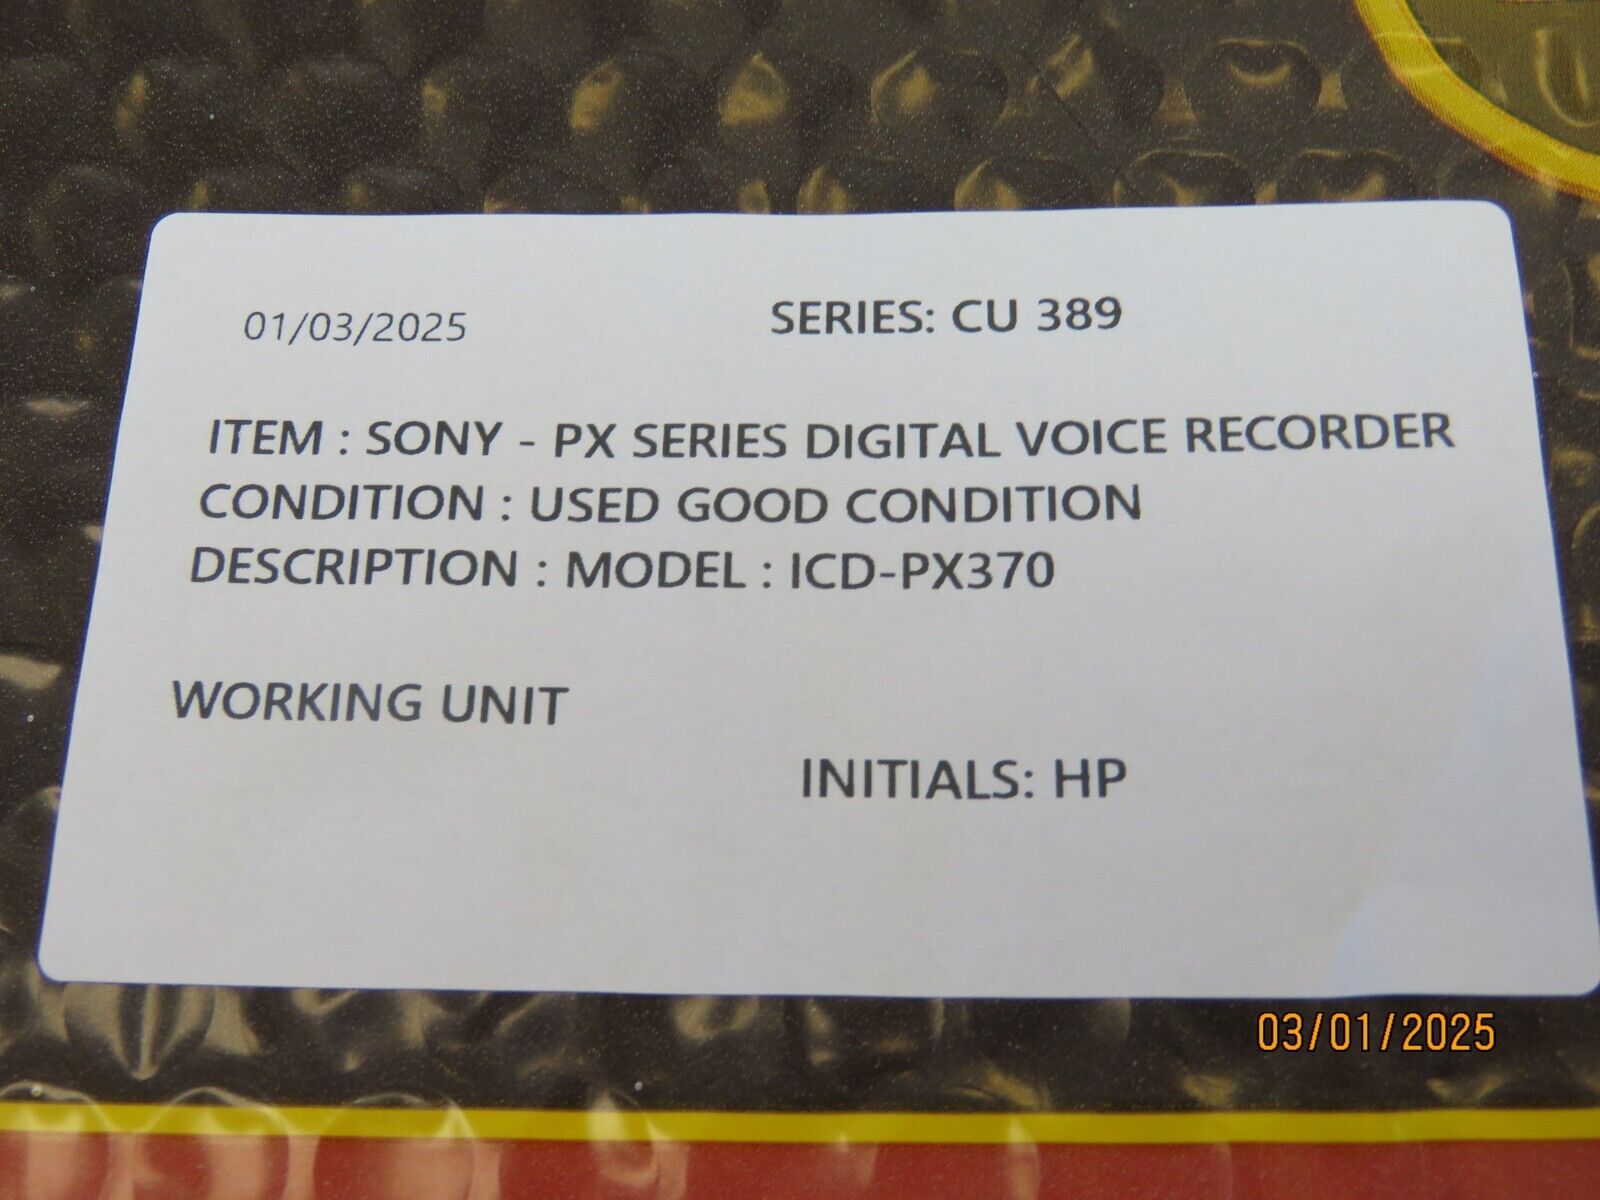 01/03/2025 SERIES: CU 389
ITEM : SONY - PX SERIES DIGITAL VOICE RECORDER
CONDITION : USED GOOD CONDITION
DESCRIPTION : MODEL : ICD-PX370
WORKING UNIT
INITIALS: HP
03/01/2025